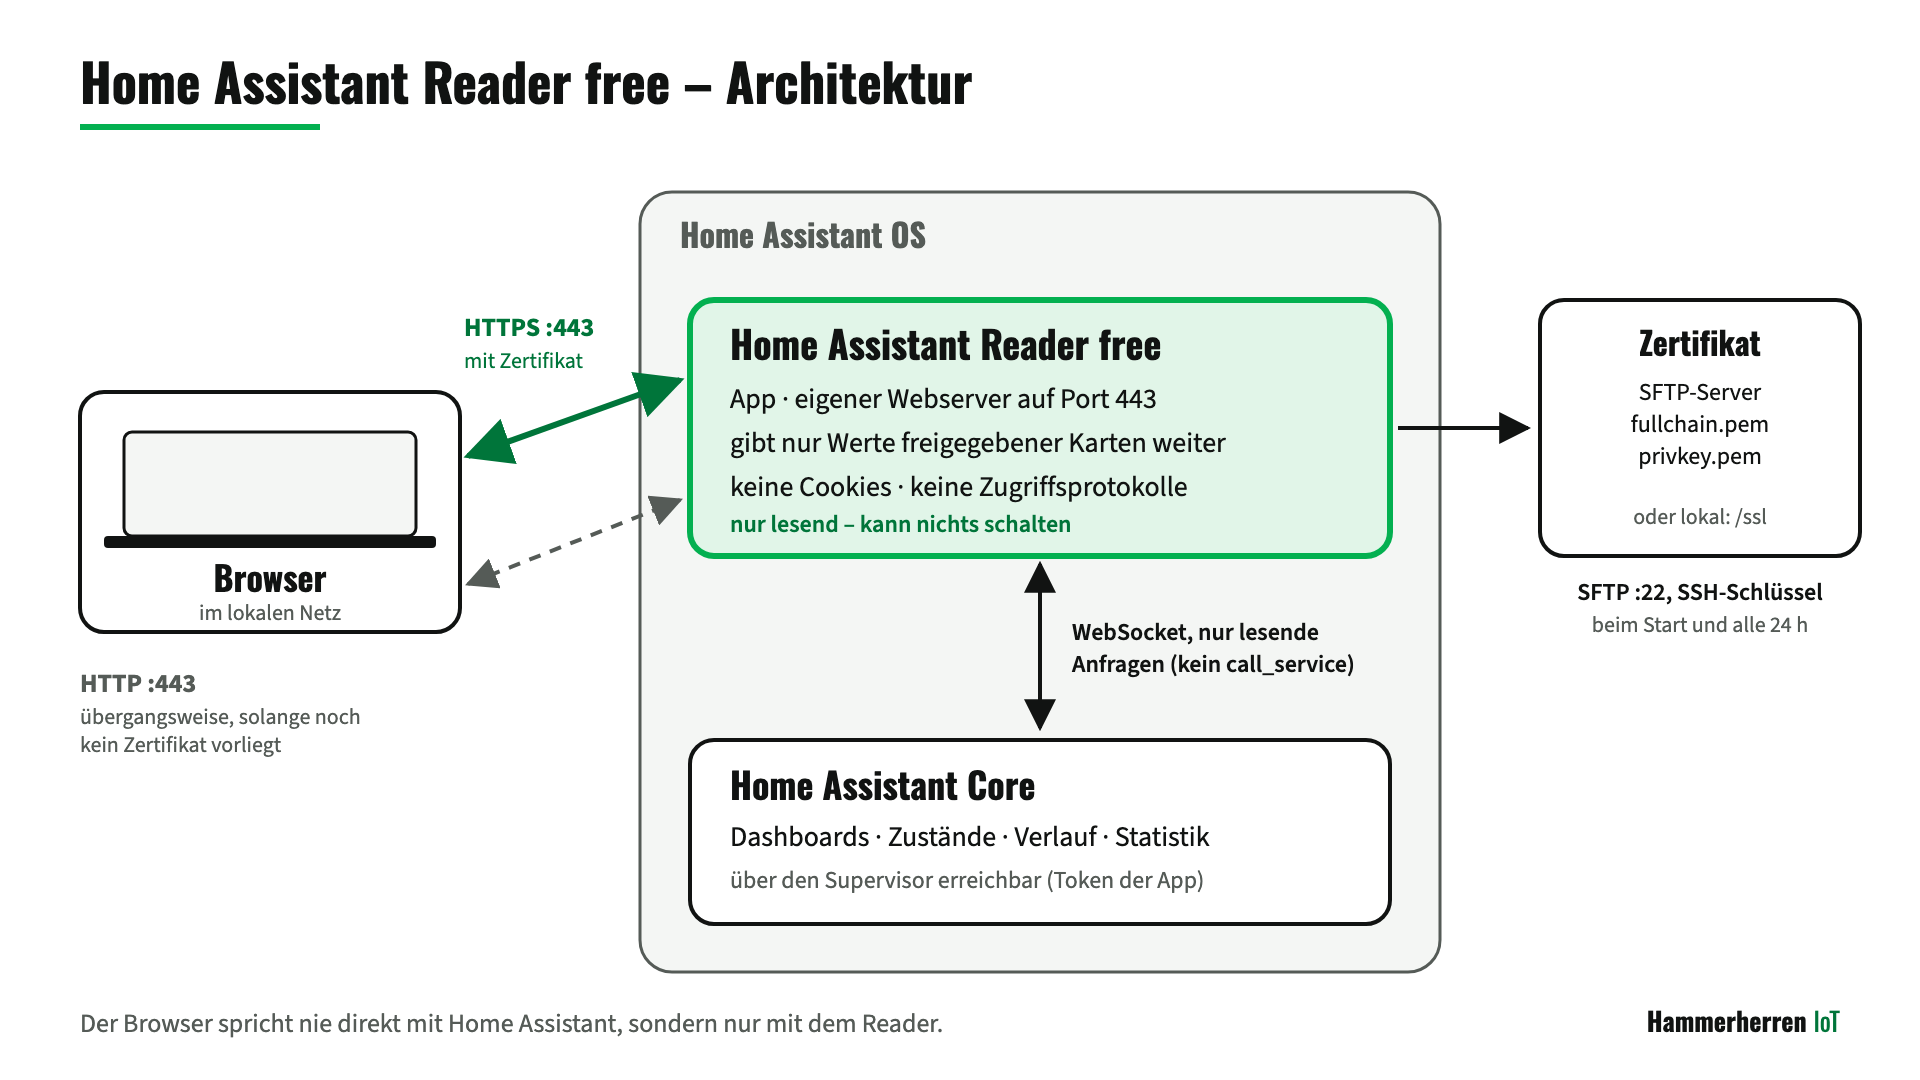 Home Assistant Reader free – Architektur
Home Assistant OS
HTTPS :443
mit Zertifikat
Home Assistant Reader free
App · eigener Webserver auf Port 443
gibt nur Werte freigegebener Karten weiter
keine Cookies · keine Zugriffsprotokolle
nur lesend – kann nichts schalten
Zertifikat
SFTP-Server
fullchain.pem
privkey.pem
oder lokal: /ssl
SFTP :22, SSH-Schlüssel
beim Start und alle 24 h
Browser
im lokalen Netz
HTTP :443
übergangsweise, solange noch
kein Zertifikat vorliegt
WebSocket, nur lesende
Anfragen (kein call_service)
Home Assistant Core
Dashboards · Zustände · Verlauf · Statistik
über den Supervisor erreichbar (Token der App)
Der Browser spricht nie direkt mit Home Assistant, sondern nur mit dem Reader.
Hammerherren IoT